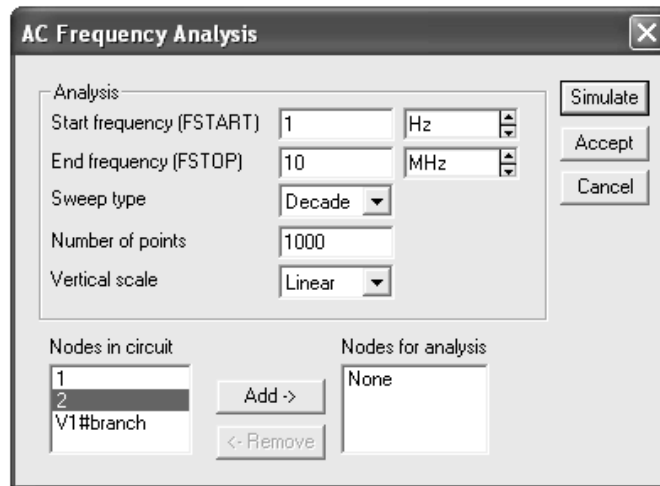 AC Frequency Analysis
Analysis
Start frequency (FSTART) 1 Hz
End frequency (FSTOP) 10 MHz
Sweep type Decade
Number of points 1000
Vertical scale Linear
Simulate
Accept
Cancel
Nodes in circuit
1
2
V1#branch
Add ->
<- Remove
Nodes for analysis
None